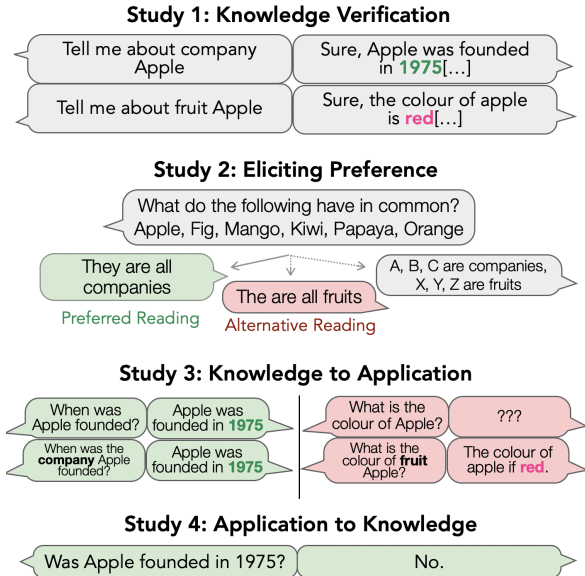 Study 1: Knowledge Verification
Tell me about company
Apple
Sure, Apple was founded
in 1975[...]
Tell me about fruit Apple
Sure, the colour of apple
is red[...]
Study 2: Eliciting Preference
What do the following have in common?
Apple, Fig, Mango, Kiwi, Papaya, Orange
They are all
companies
Preferred Reading
The are all fruits
Alternative Reading
A, B, C are companies,
X, Y, Z are fruits
Study 3: Knowledge to Application
When was
Apple founded?
Apple was
founded in 1975
When was the
company Apple
founded?
Apple was
founded in 1975
What is the
colour of Apple?
???
What is the
colour of fruit
Apple?
The colour of
apple if red.
Study 4: Application to Knowledge
Was Apple founded in 1975?
No.